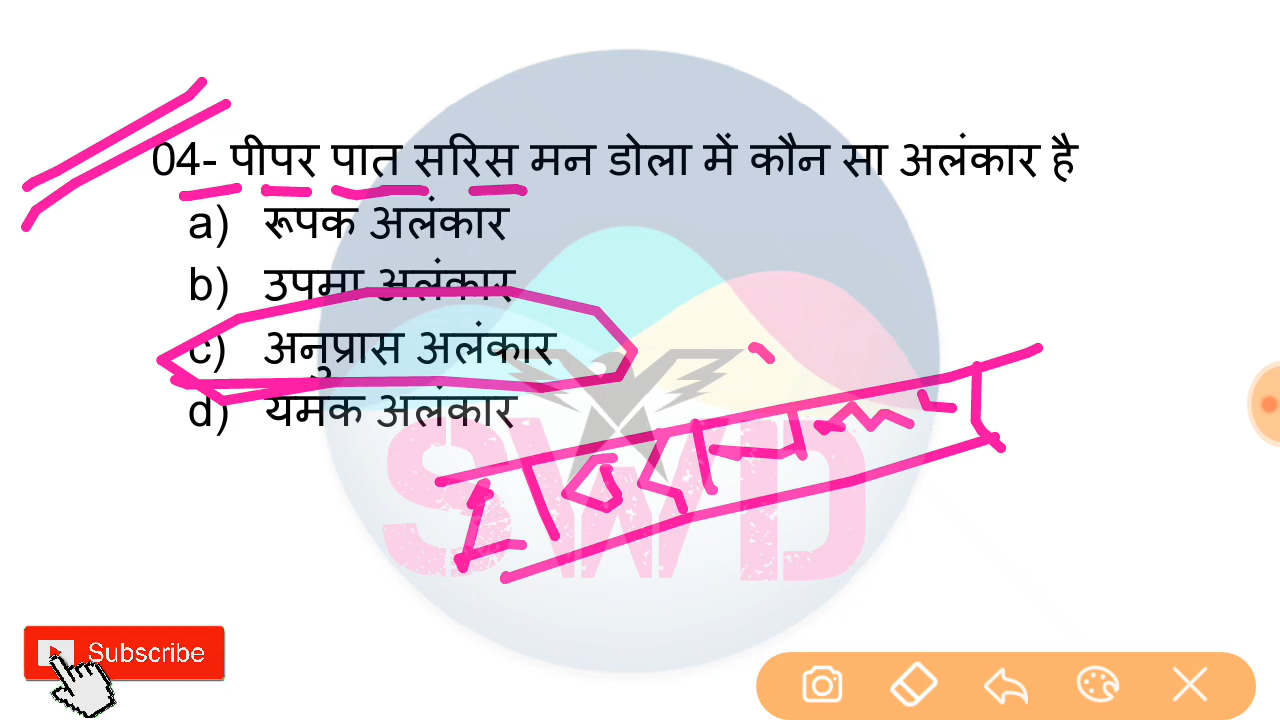 04- पीपर पात सरिस मन डोला में कौन सा अलंकार है
a) रूपक अलंकार
b) उपमा अलंकार
c) अनुप्रास अलंकार
d) यमक अलंकार
SWD
Subscribe